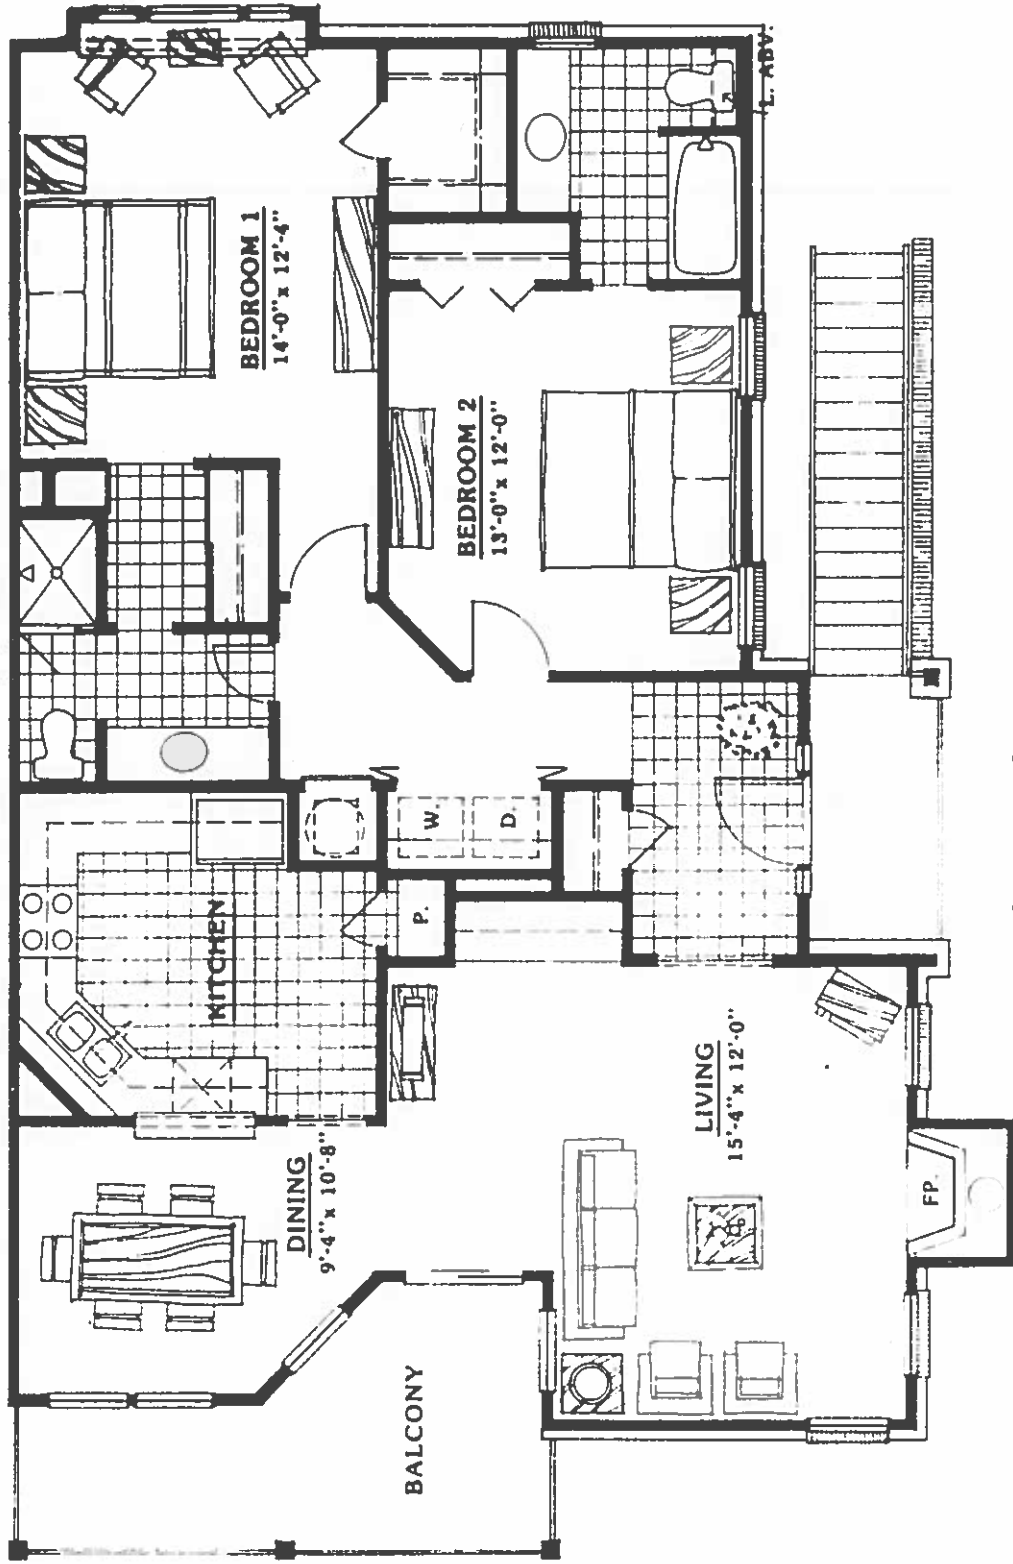 BEDROOM 1
14'-0" x 12'-4"
L. ABV.
BEDROOM 2
13'-0" x 12'-0"
W.
D.
P.
KITCHEN
LIVING
15'-4" x 12'-0"
DINING
9'-4" x 10'-8"
FP.
BALCONY